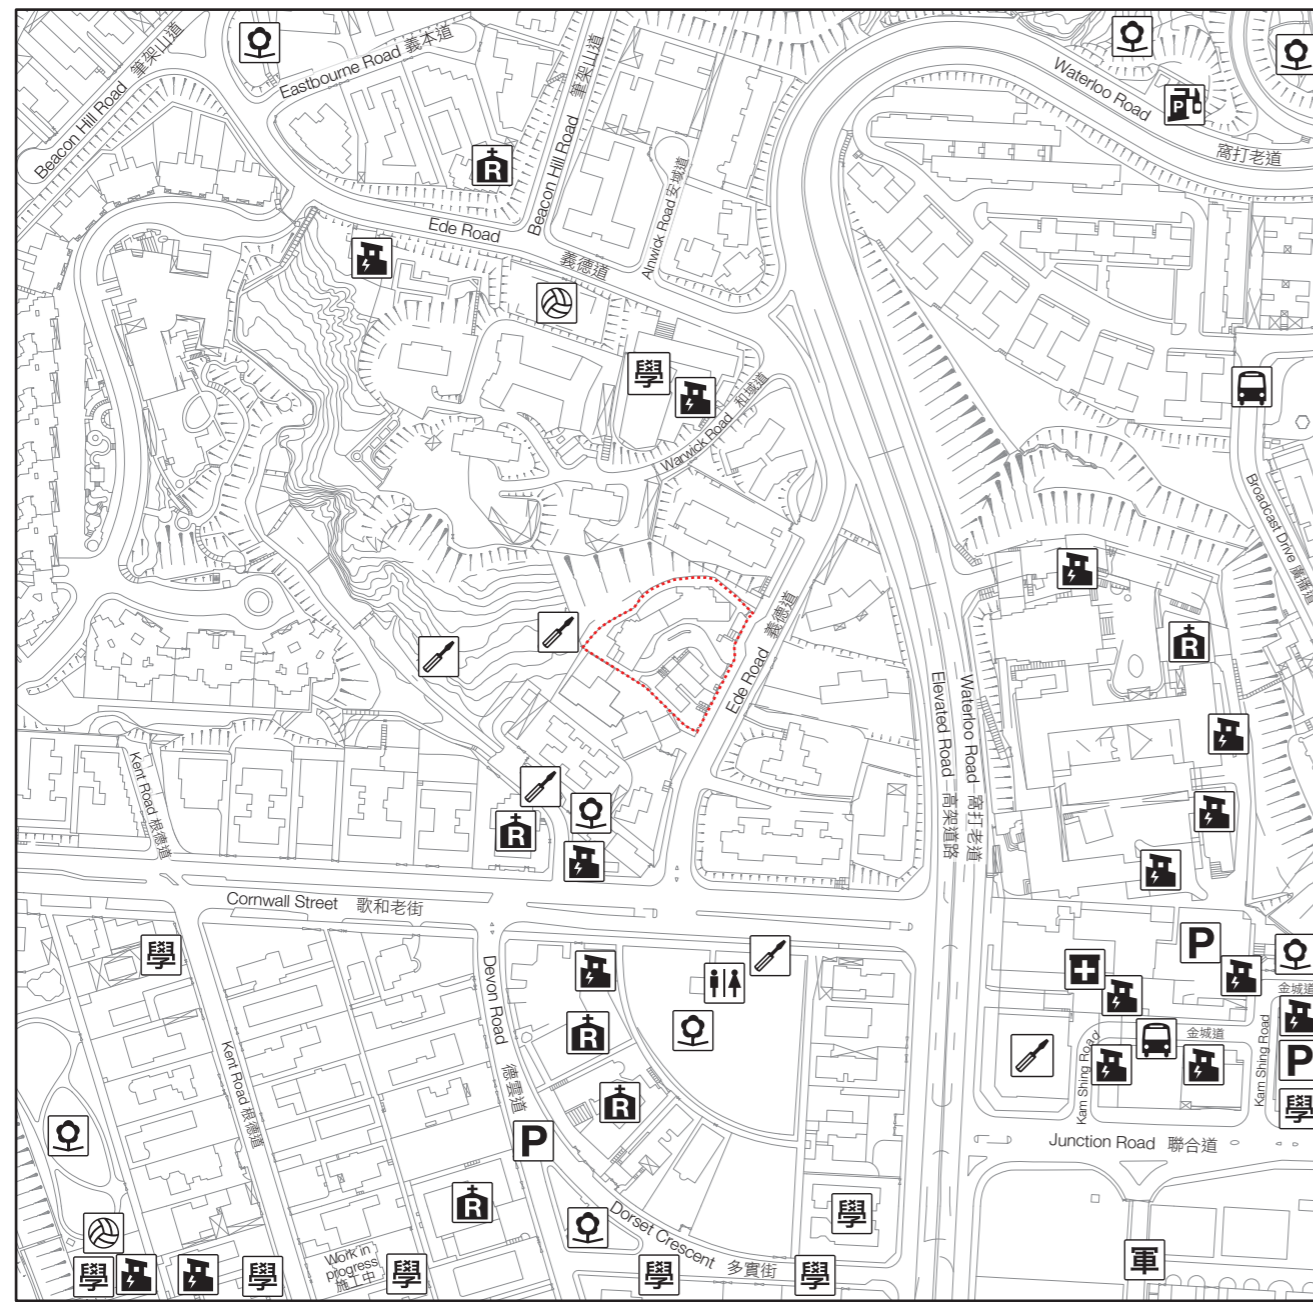 Beacon Hill Road 筆架山道
Eastbourne Road 義本道
Beacon Hill Road 筆架山道
R
Ede Road
義德道
Alnwick Road 安域道
Waterloo Road
窩打老道
P
學
Warwick Road 和域道
Broadcast Drive 廣播道
Ede Road 義德道
R
Elevated Road 高架道路
Waterloo Road 窩打老道
Kent Road 根德道
R
Cornwall Street 歌和老街
學
P
金城道
Devon Road 德雲道
R
Kent Road 根德道
R
Kam Shing Road
金城道
Kam Shing Road
P
學
P
Junction Road 聯合道
R
Dorset Crescent 多實街
學
Work in
progress
施工中
學
學
學
學
學
軍